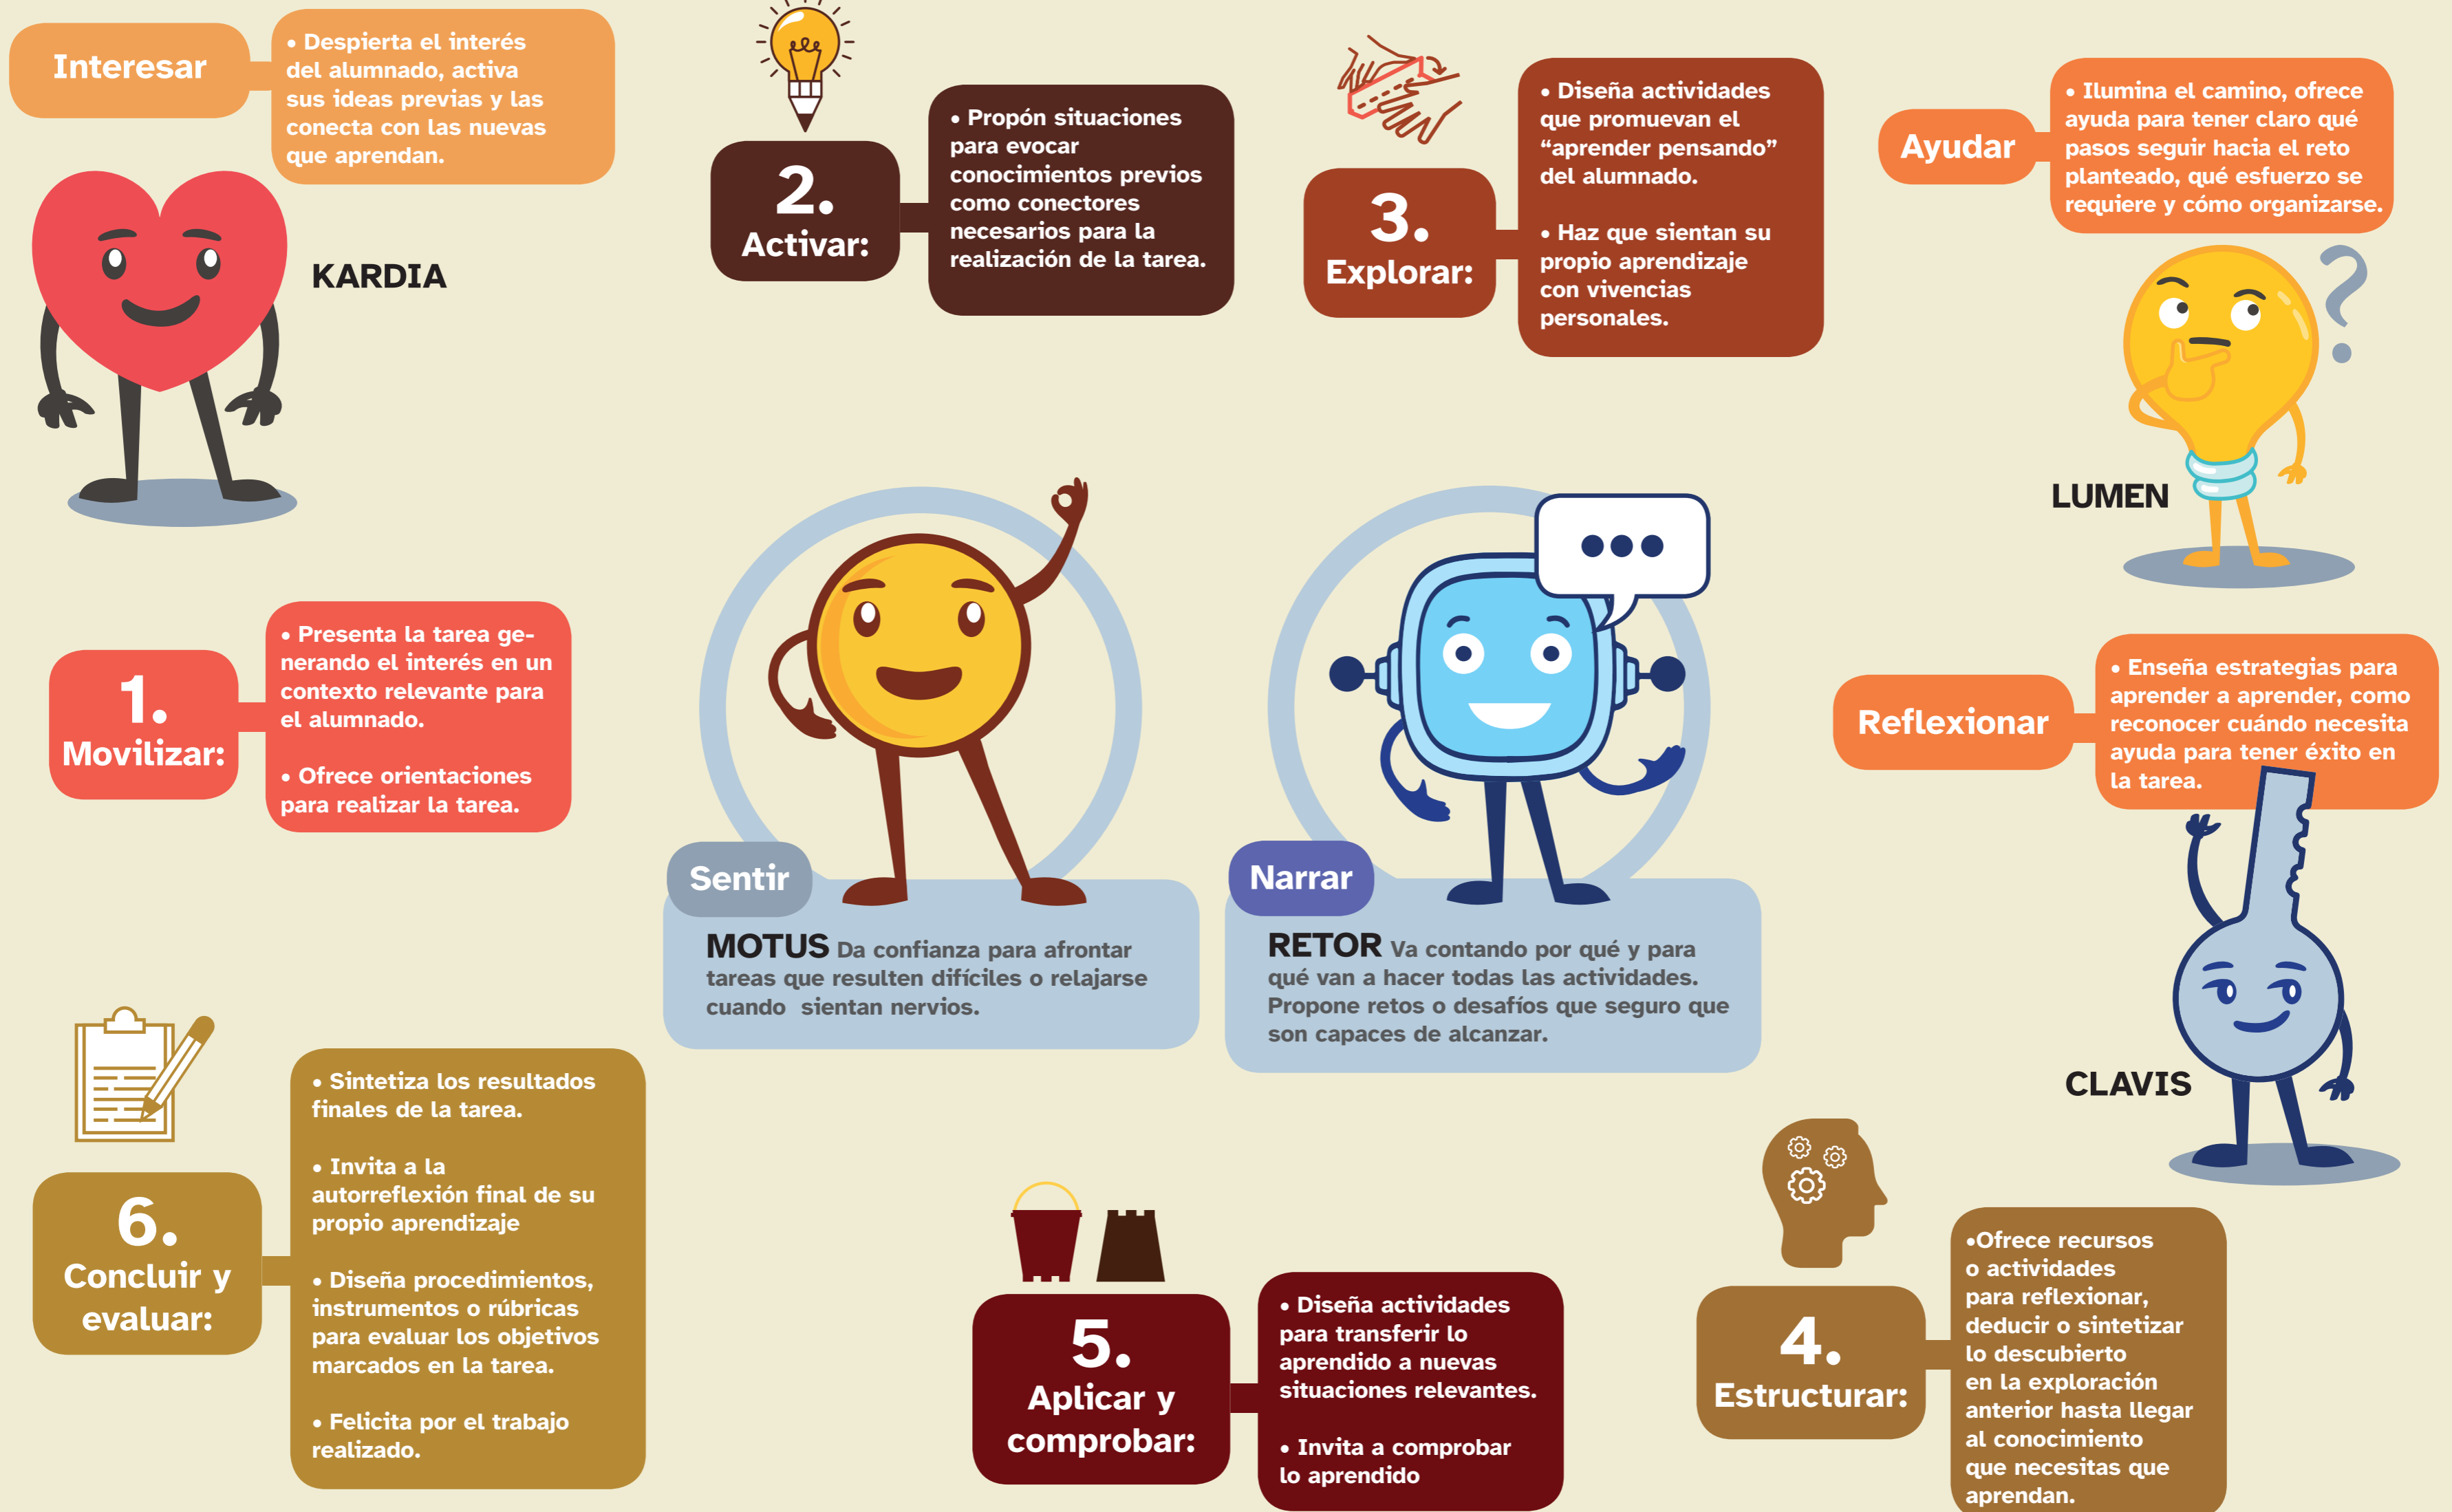 Interesar
• Despierta el interés
del alumnado, activa
sus ideas previas y las
conecta con las nuevas
que aprendan.
KARDIA
2.
Activar:
• Propón situaciones
para evocar
conocimientos previos
como conectores
necesarios para la
realización de la tarea.
3.
Explorar:
• Diseña actividades
que promuevan el
“aprender pensando”
del alumnado.
• Haz que sientan su
propio aprendizaje
con vivencias
personales.
Ayudar
• Ilumina el camino, ofrece
ayuda para tener claro qué
pasos seguir hacia el reto
planteado, qué esfuerzo se
requiere y cómo organizarse.
?
LUMEN
1.
Movilizar:
• Presenta la tarea ge-
nerando el interés en un
contexto relevante para
el alumnado.
• Ofrece orientaciones
para realizar la tarea.
Sentir
MOTUS Da confianza para afrontar
tareas que resulten difíciles o relajarse
cuando  sientan nervios.
Narrar
RETOR Va contando por qué y para
qué van a hacer todas las actividades.
Propone retos o desafíos que seguro que
son capaces de alcanzar.
Reflexionar
• Enseña estrategias para
aprender a aprender, como
reconocer cuándo necesita
ayuda para tener éxito en
la tarea.
CLAVIS
6.
Concluir y
evaluar:
• Sintetiza los resultados
finales de la tarea.
• Invita a la
autorreflexión final de su
propio aprendizaje
• Diseña procedimientos,
instrumentos o rúbricas
para evaluar los objetivos
marcados en la tarea.
• Felicita por el trabajo
realizado.
5.
Aplicar y
comprobar:
• Diseña actividades
para transferir lo
aprendido a nuevas
situaciones relevantes.
• Invita a comprobar
lo aprendido
4.
Estructurar:
•Ofrece recursos
o actividades
para reflexionar,
deducir o sintetizar
lo descubierto
en la exploración
anterior hasta llegar
al conocimiento
que necesitas que
aprendan.